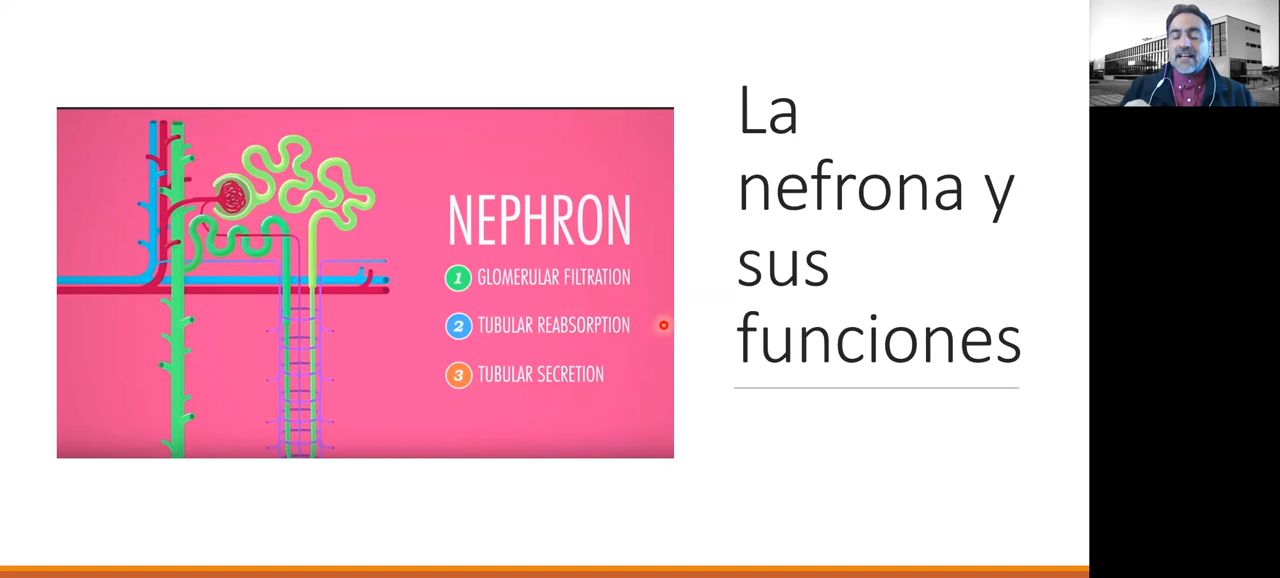 NEPHRON
1 GLOMERULAR FILTRATION
2 TUBULAR REABSORPTION
3 TUBULAR SECRETION
La
nefrona y
sus
funciones